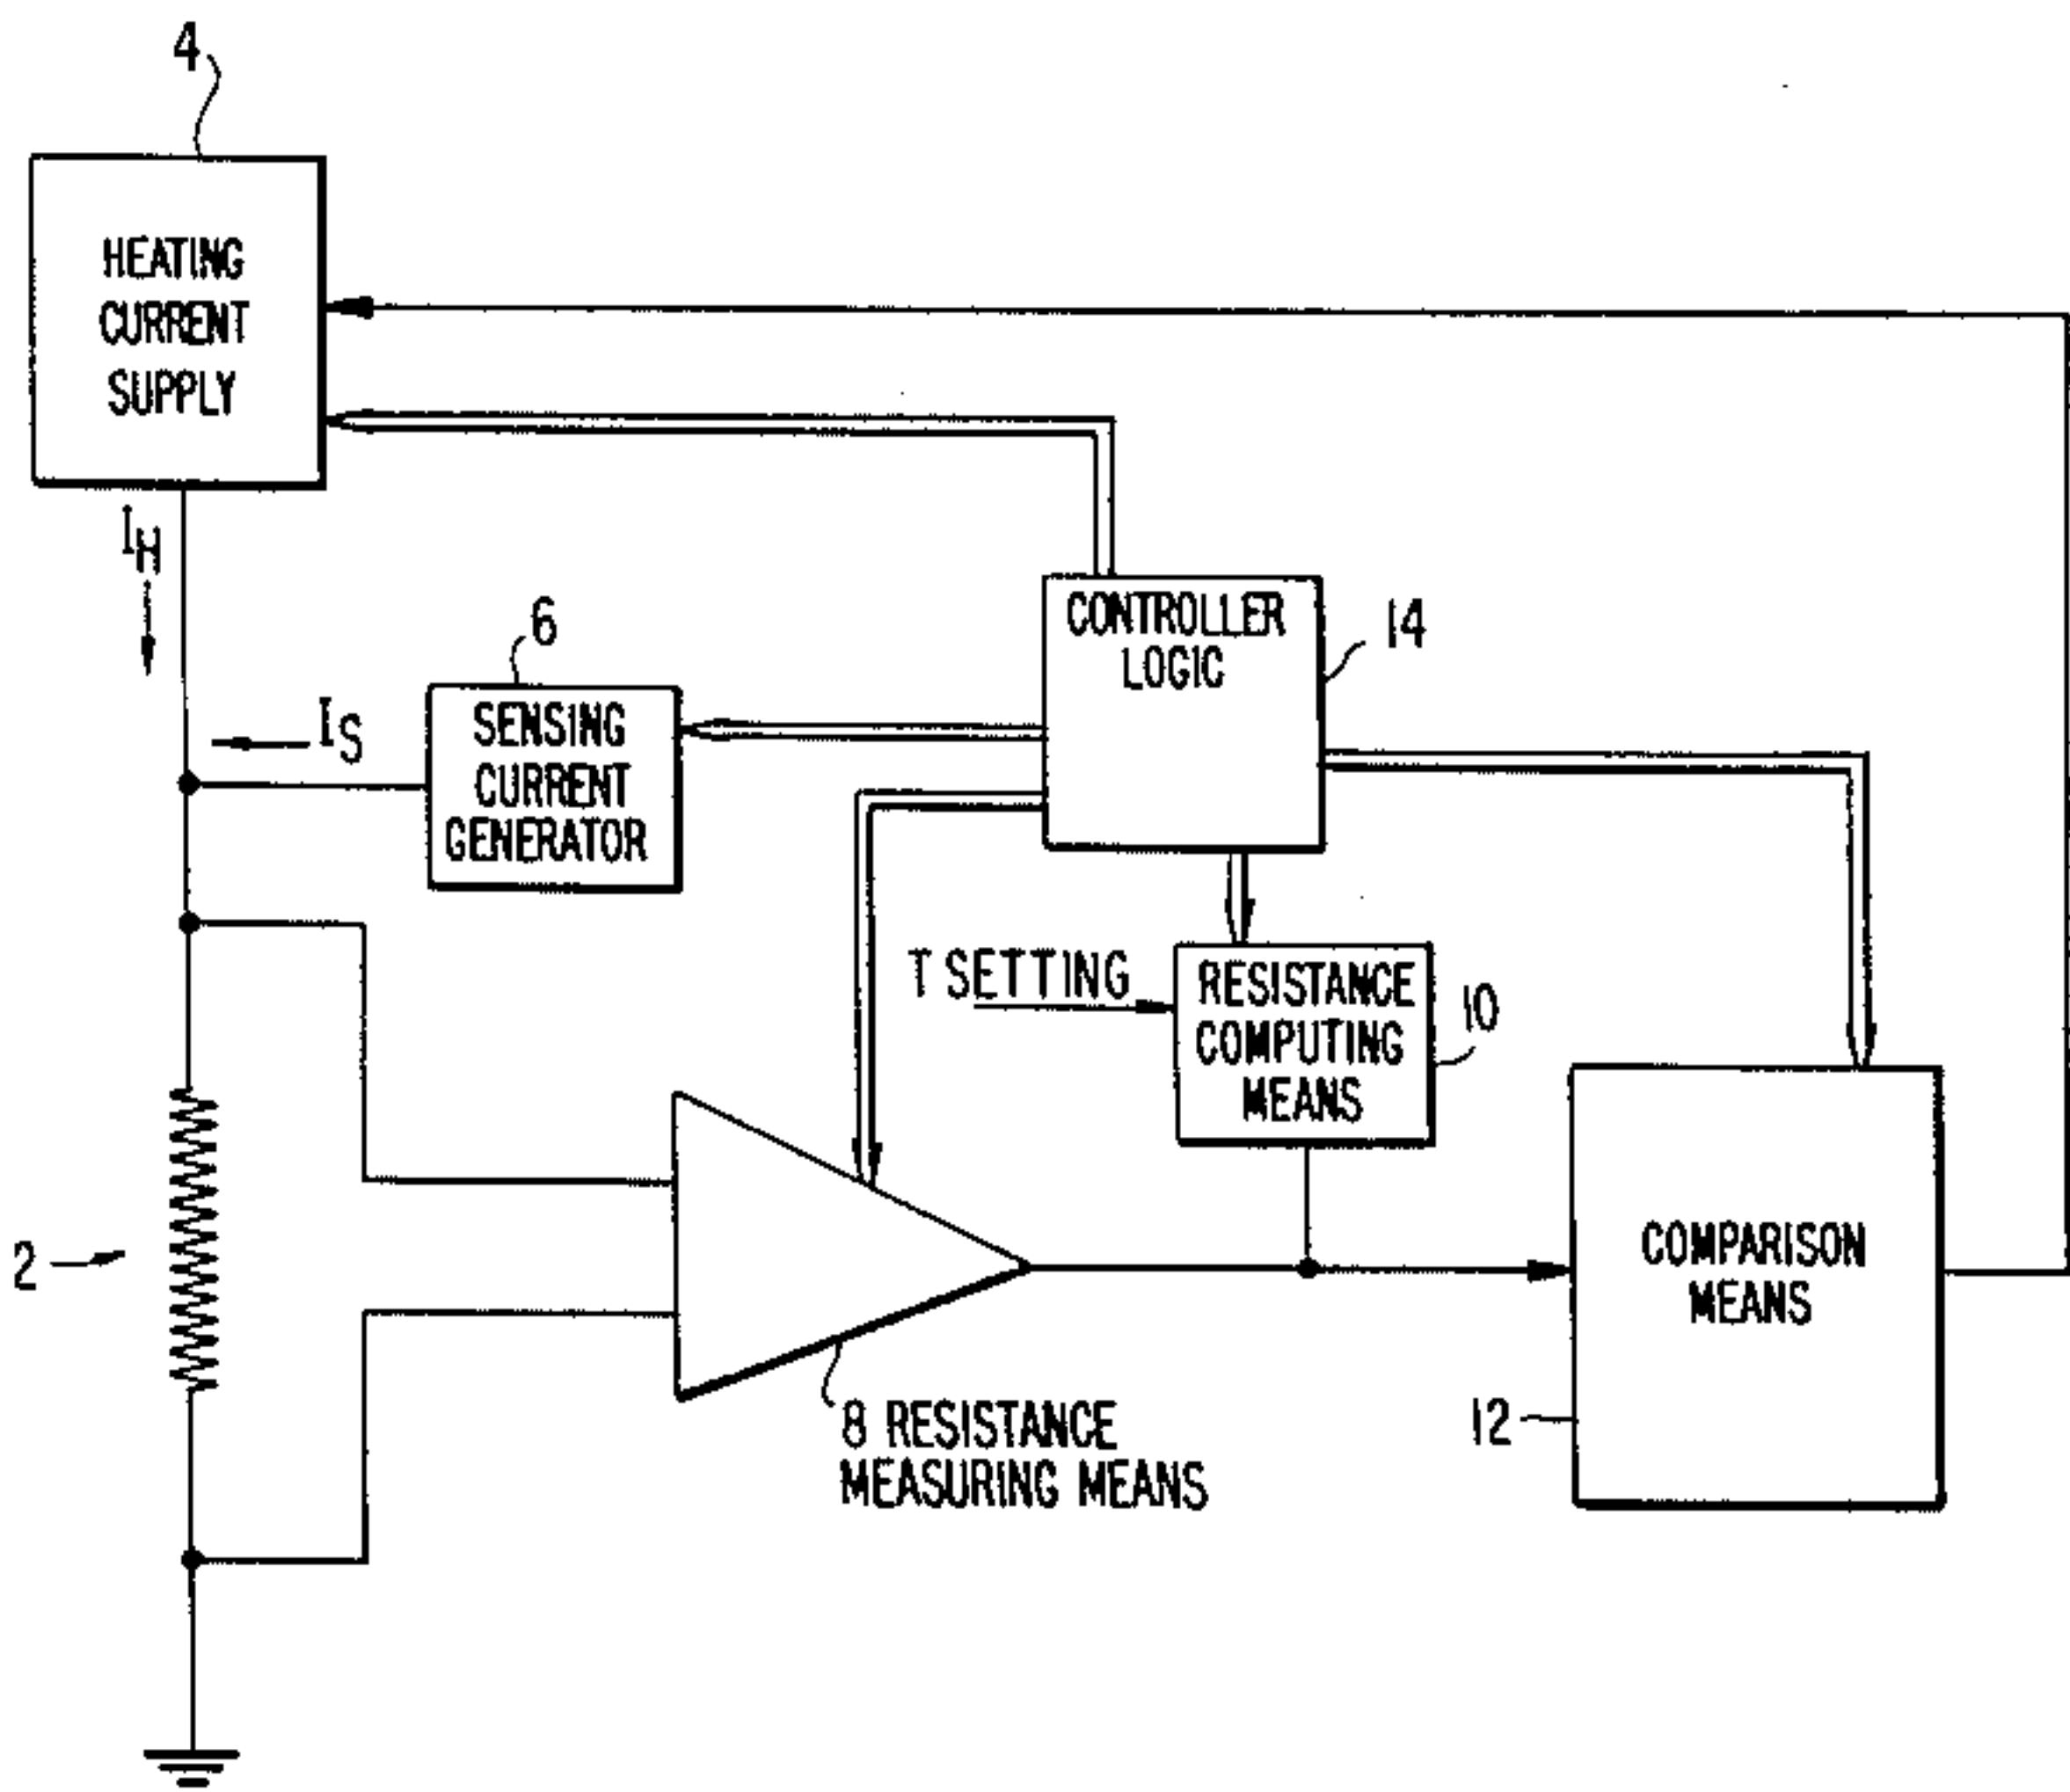 4
HEATING
CURRENT
SUPPLY
IH
6
IS
SENSING
CURRENT
GENERATOR
CONTROLLER
LOGIC
14
T SETTING
RESISTANCE
COMPUTING
MEANS
10
2
COMPARISON
MEANS
12
8 RESISTANCE
MEASURING MEANS